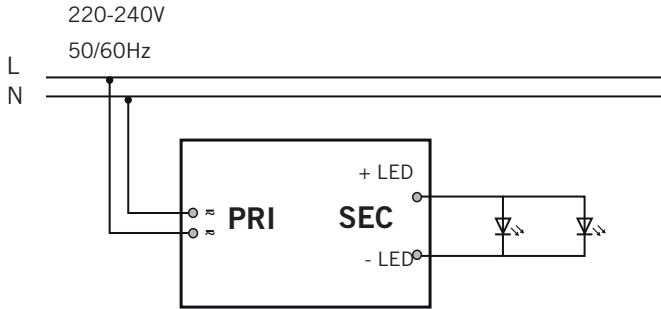 220-240V
50/60Hz
L
N
+ LED
PRI SEC
- LED